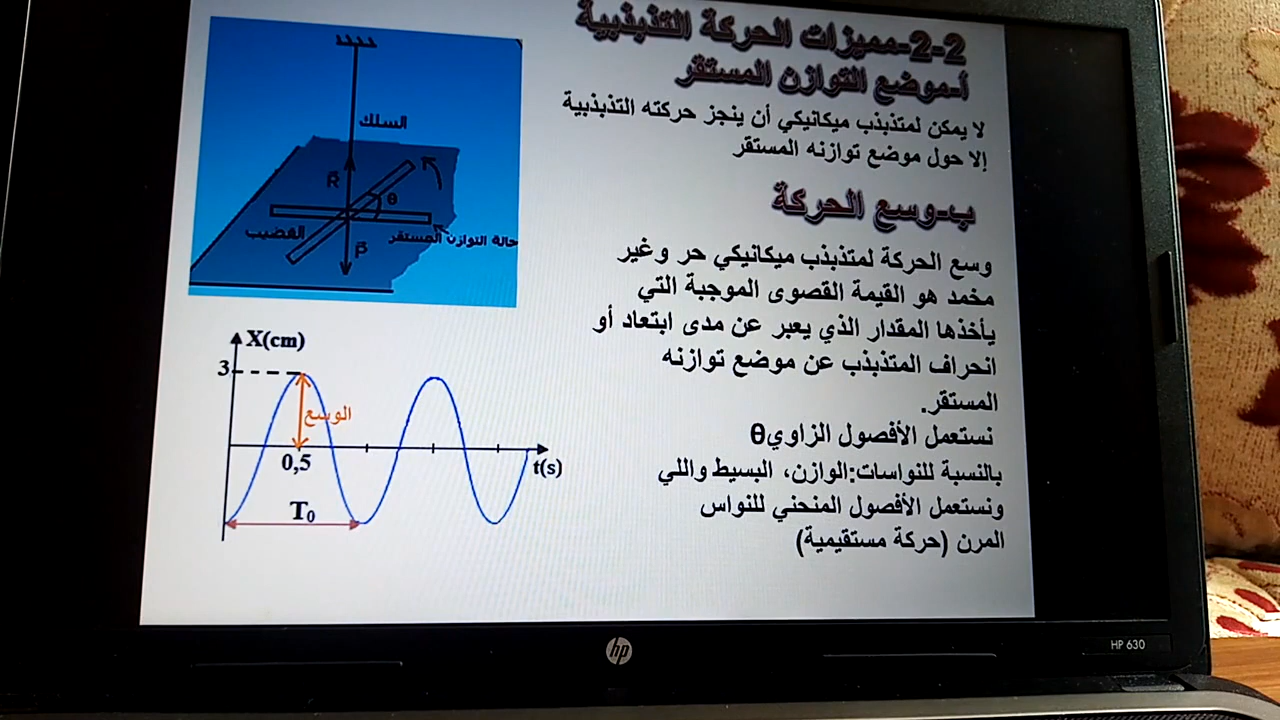 2-2-مميزات الحركة التذبذبية
أ-موضع التوازن المستقر
لا يمكن لمتذبذب ميكانيكي أن ينجز حركته التذبذبية
إلا حول موضع توازنه المستقر
ب-وسع الحركة
وسع الحركة لمتذبذب ميكانيكي حر وغير
مخمد هو القيمة القصوى الموجبة التي
يأخذها المقدار الذي يعبر عن مدى ابتعاد أو
انحراف المتذبذب عن موضع توازنه
المستقر.
نستعمل الأفصول الزاويθ
بالنسبة للنواسات:الوازن، البسيط واللي
ونستعمل الأفصول المنحني للنواس
المرن (حركة مستقيمية)
السلك
R
θ
القضيب
حالة التوازن المستقر
P
X(cm)
3
الوسع
0,5
t(s)
T₀
hp
HP 630